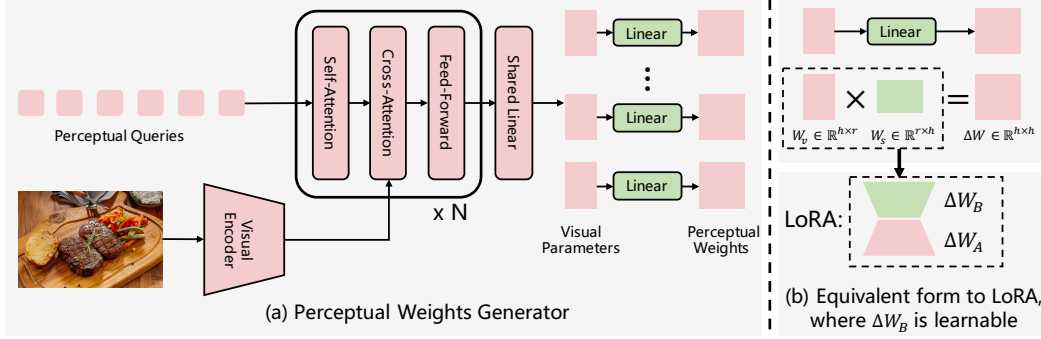 Perceptual Queries
Self-Attention
Cross-Attention
Feed-Forward
x N
Shared Linear
Visual
Encoder
Linear
Linear
Linear
Visual
Parameters
Perceptual
Weights
(a) Perceptual Weights Generator
Linear
× =
W_v ∈ ℝ^{h×r} W_s ∈ ℝ^{r×h} ΔW ∈ ℝ^{h×h}
LoRA:
ΔW_B
ΔW_A
(b) Equivalent form to LoRA,
where ΔW_B is learnable